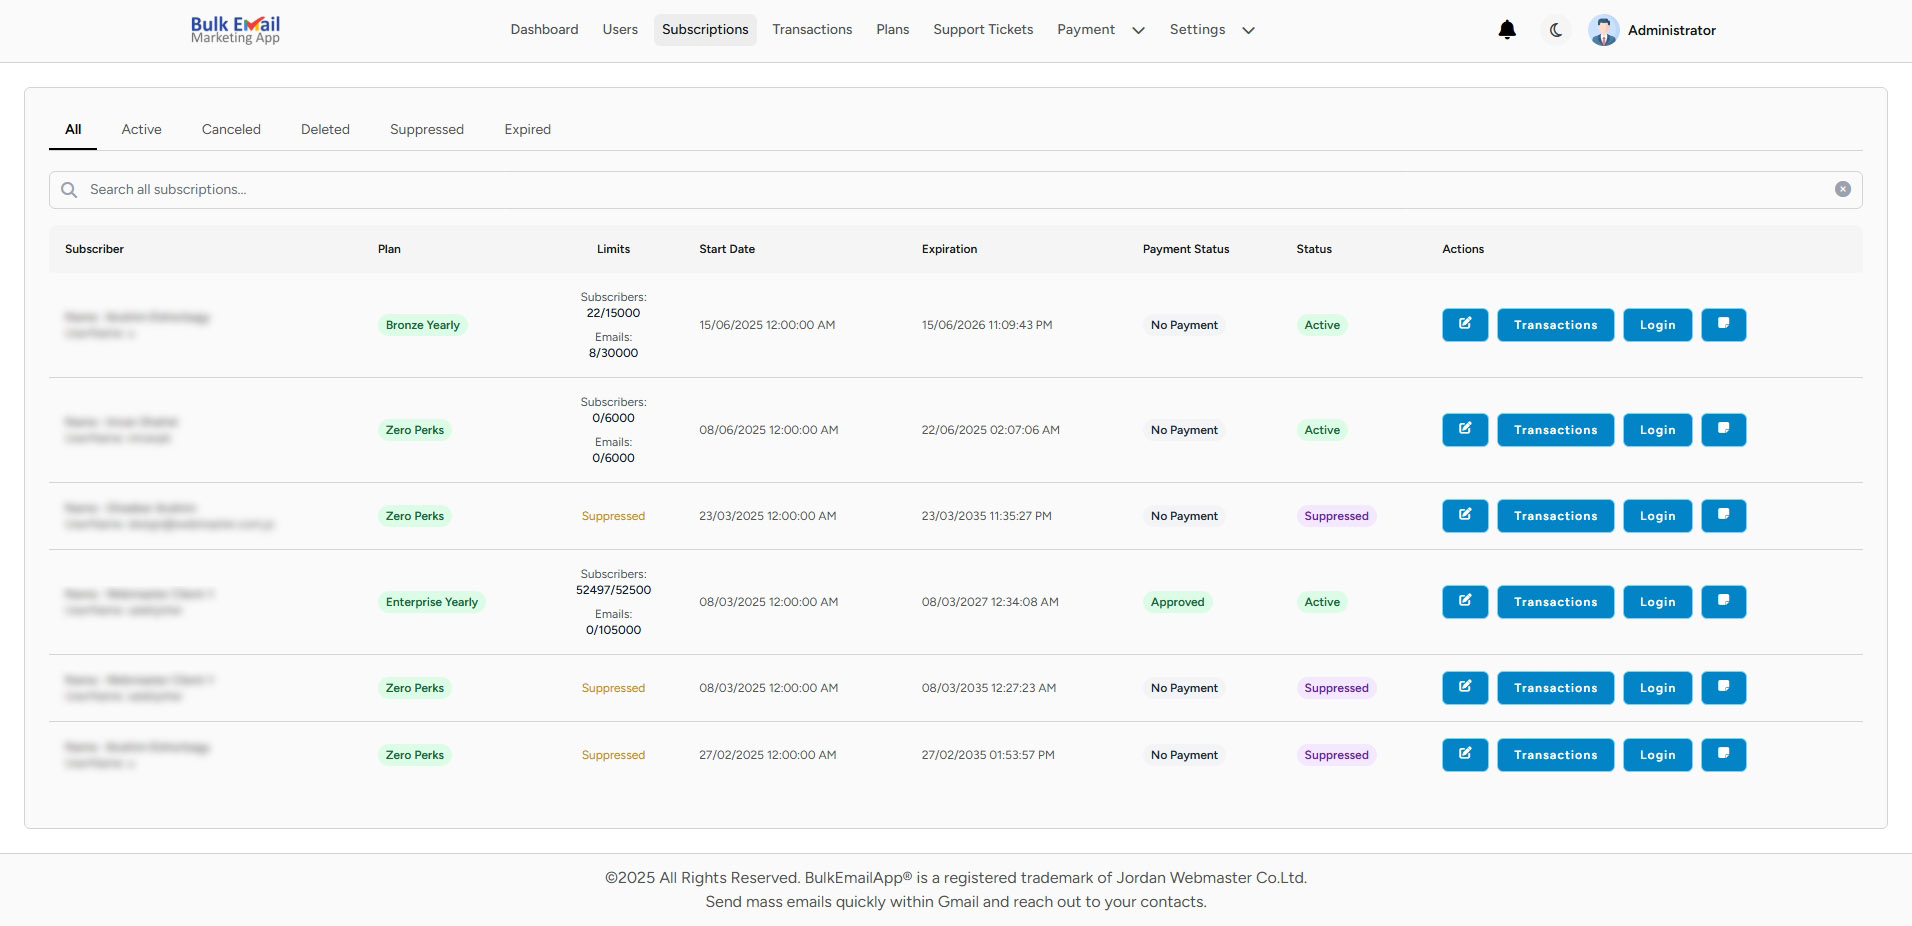 Bulk Email
Marketing App
Dashboard Users Subscriptions Transactions Plans Support Tickets Payment Settings
Administrator
All Active Canceled Deleted Suppressed Expired
Search all subscriptions...
Subscriber Plan Limits Start Date Expiration Payment Status Status Actions
Subscribers:
22/15000
Emails:
8/30000
Bronze Yearly 15/06/2025 12:00:00 AM 15/06/2026 11:09:43 PM No Payment Active Transactions Login
Subscribers:
0/6000
Emails:
0/6000
Zero Perks 08/06/2025 12:00:00 AM 22/06/2025 02:07:06 AM No Payment Active Transactions Login
Zero Perks Suppressed 23/03/2025 12:00:00 AM 23/03/2035 11:35:27 PM No Payment Suppressed Transactions Login
Subscribers:
52497/52500
Emails:
0/105000
Enterprise Yearly 08/03/2025 12:00:00 AM 08/03/2027 12:34:08 AM Approved Active Transactions Login
Zero Perks Suppressed 08/03/2025 12:00:00 AM 08/03/2035 12:27:23 AM No Payment Suppressed Transactions Login
Zero Perks Suppressed 27/02/2025 12:00:00 AM 27/02/2035 01:53:57 PM No Payment Suppressed Transactions Login
©2025 All Rights Reserved. BulkEmailApp® is a registered trademark of Jordan Webmaster Co.Ltd.
Send mass emails quickly within Gmail and reach out to your contacts.